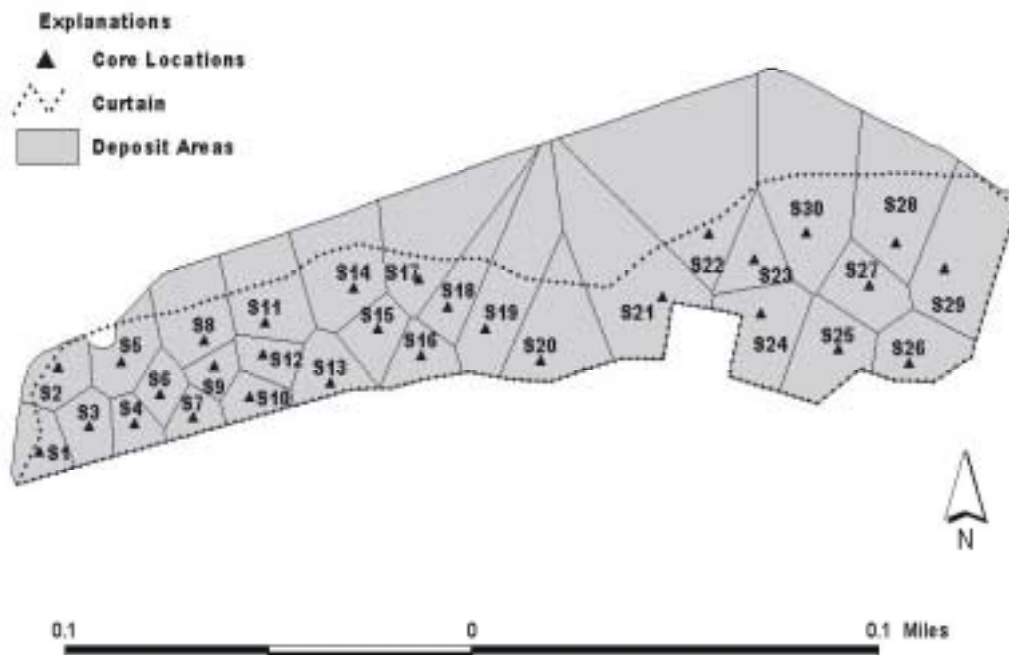 Explanations
Core Locations
Curtain
Deposit Areas
S30
S28
S14
S17
S22
S23
S27
S18
S11
S29
S15
S21
S19
S8
S16
S24
S25
S5
S12
S20
S26
S2
S13
S6
S9
S3
S4
S7
S10
S1
N
0.1
0
0.1 Miles